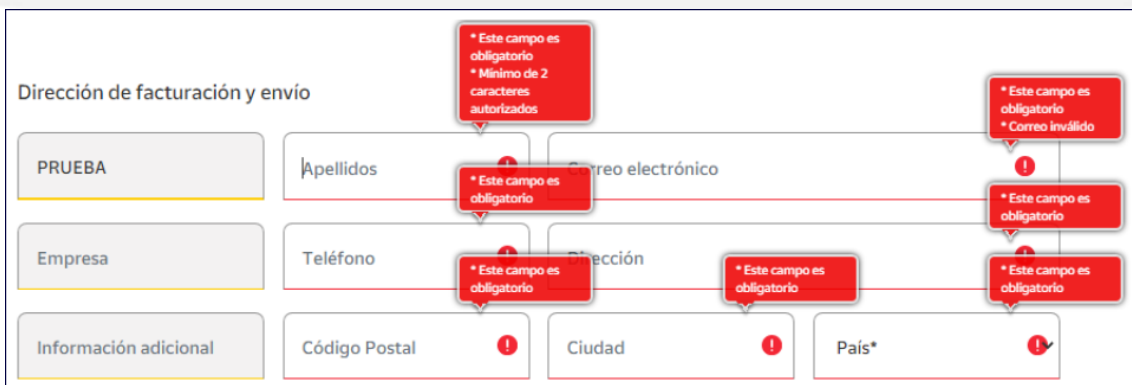 * Este campo es
obligatorio
* Mínimo de 2
caracteres
autorizados
Dirección de facturación y envío
* Este campo es
obligatorio
* Correo inválido
PRUEBA
Apellidos
Correo electrónico
* Este campo es
obligatorio
* Este campo es
obligatorio
Empresa
Teléfono
Dirección
* Este campo es
obligatorio
* Este campo es
obligatorio
* Este campo es
obligatorio
Información adicional
Código Postal
Ciudad
País*